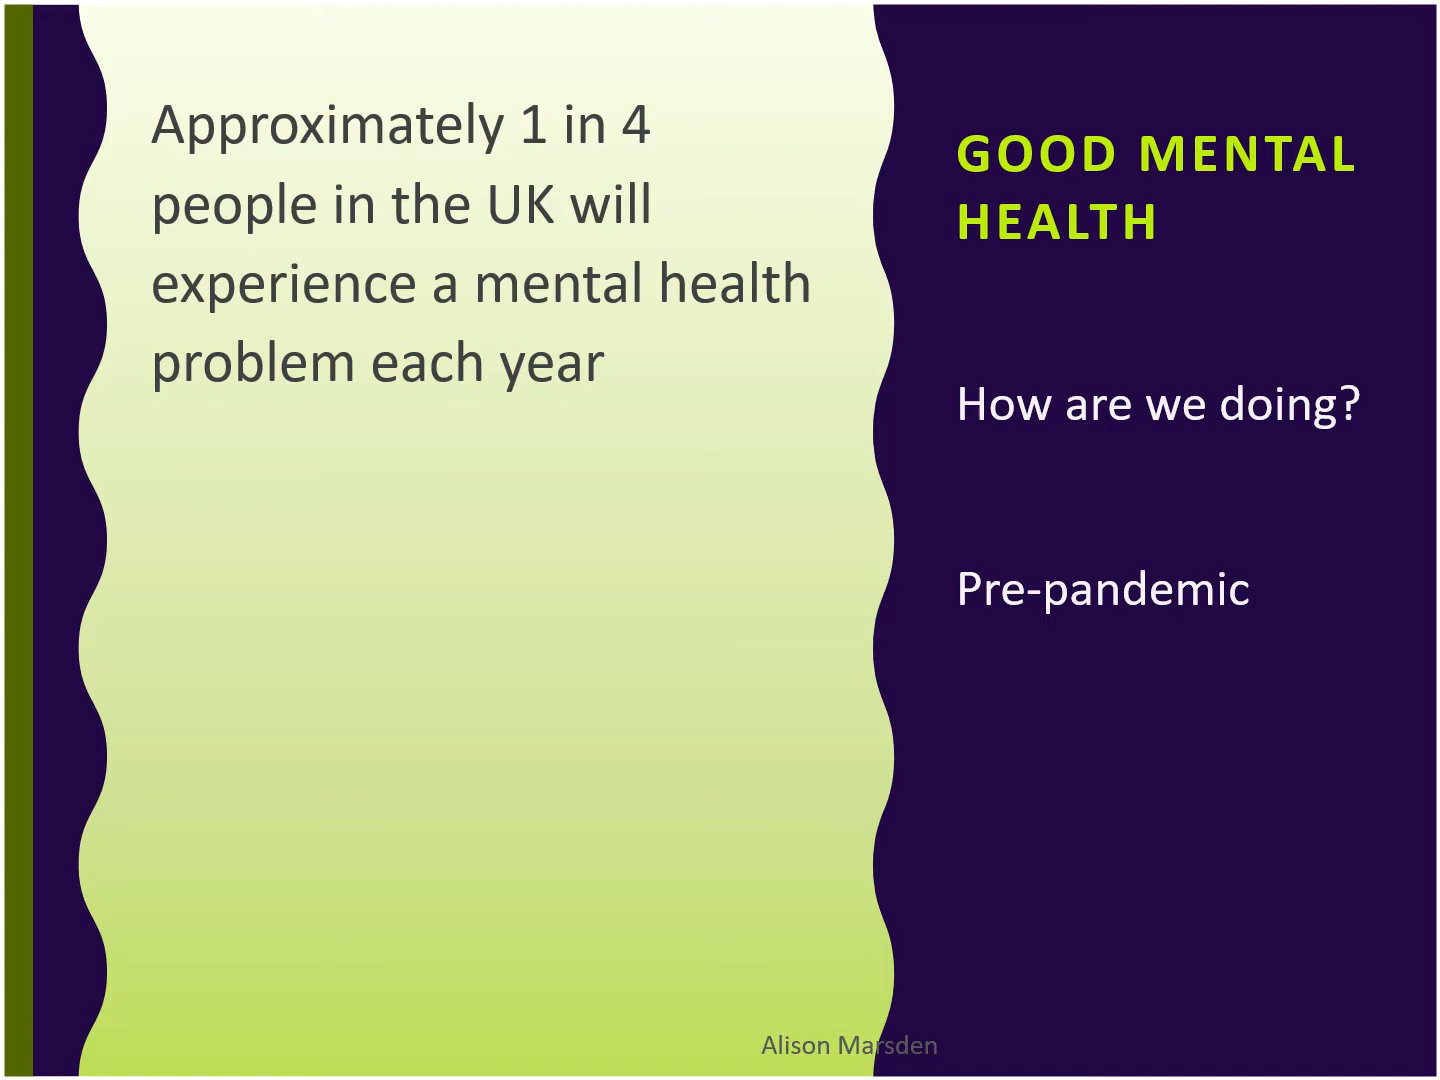 Approximately 1 in 4
people in the UK will
experience a mental health
problem each year
GOOD MENTAL
HEALTH
How are we doing?
Pre-pandemic
Alison Marsden